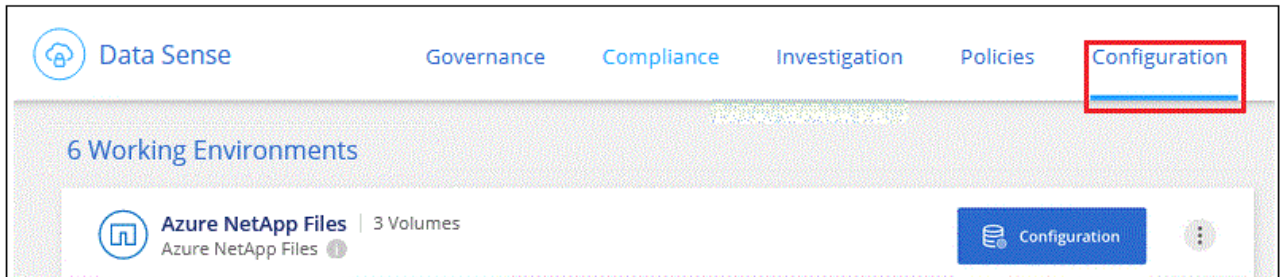 Data Sense Governance Compliance Investigation Policies Configuration
6 Working Environments
Azure NetApp Files | 3 Volumes
Azure NetApp Files
Configuration